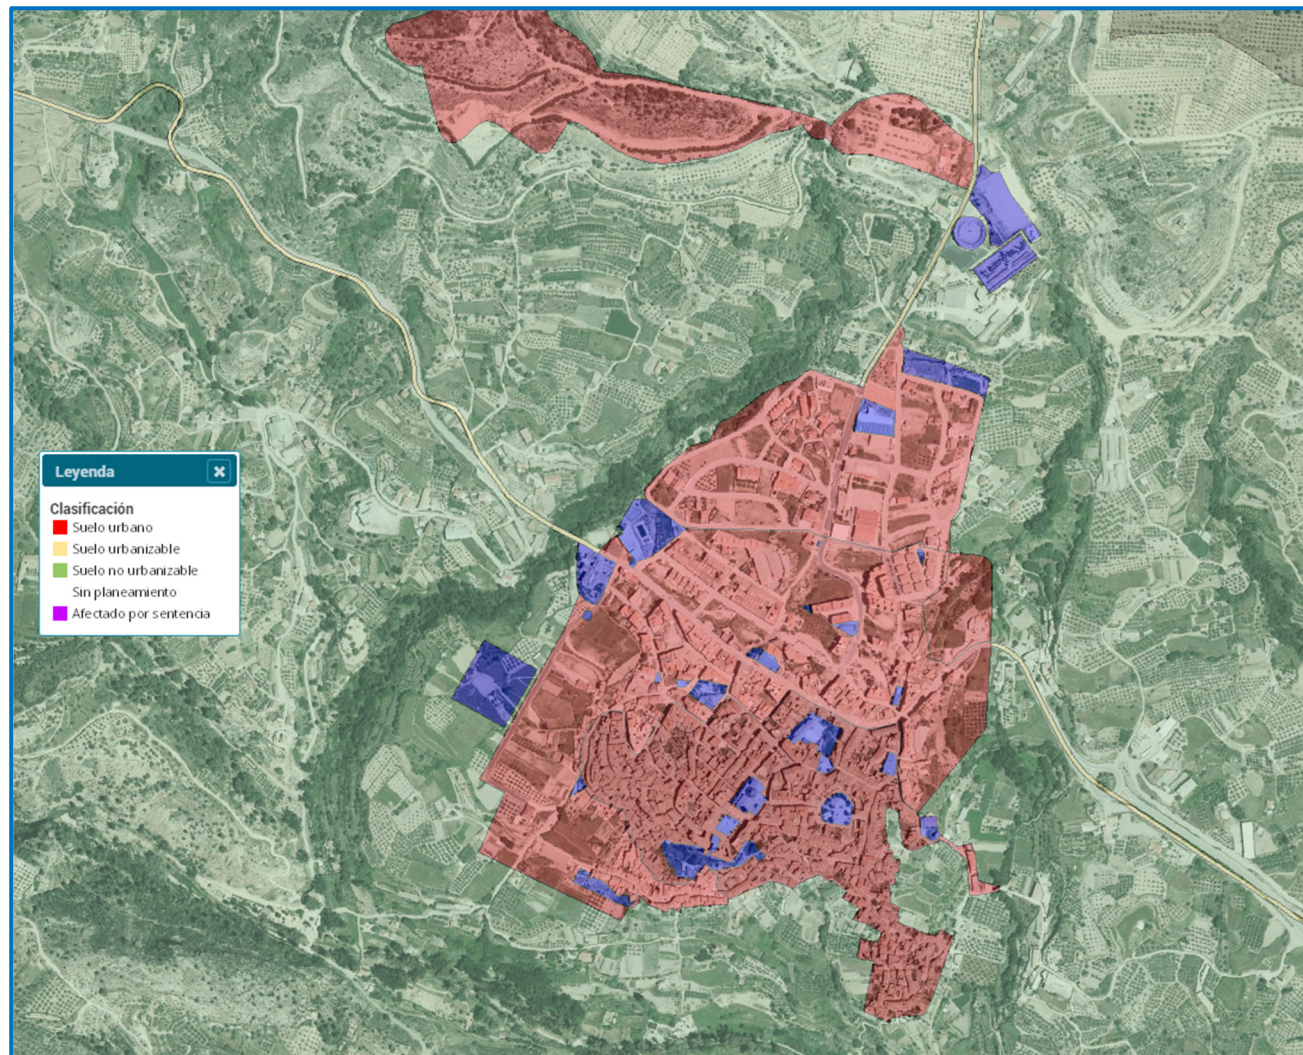 Leyenda
Clasificación
Suelo urbano
Suelo urbanizable
Suelo no urbanizable
Sin planeamiento
Afectado por sentencia